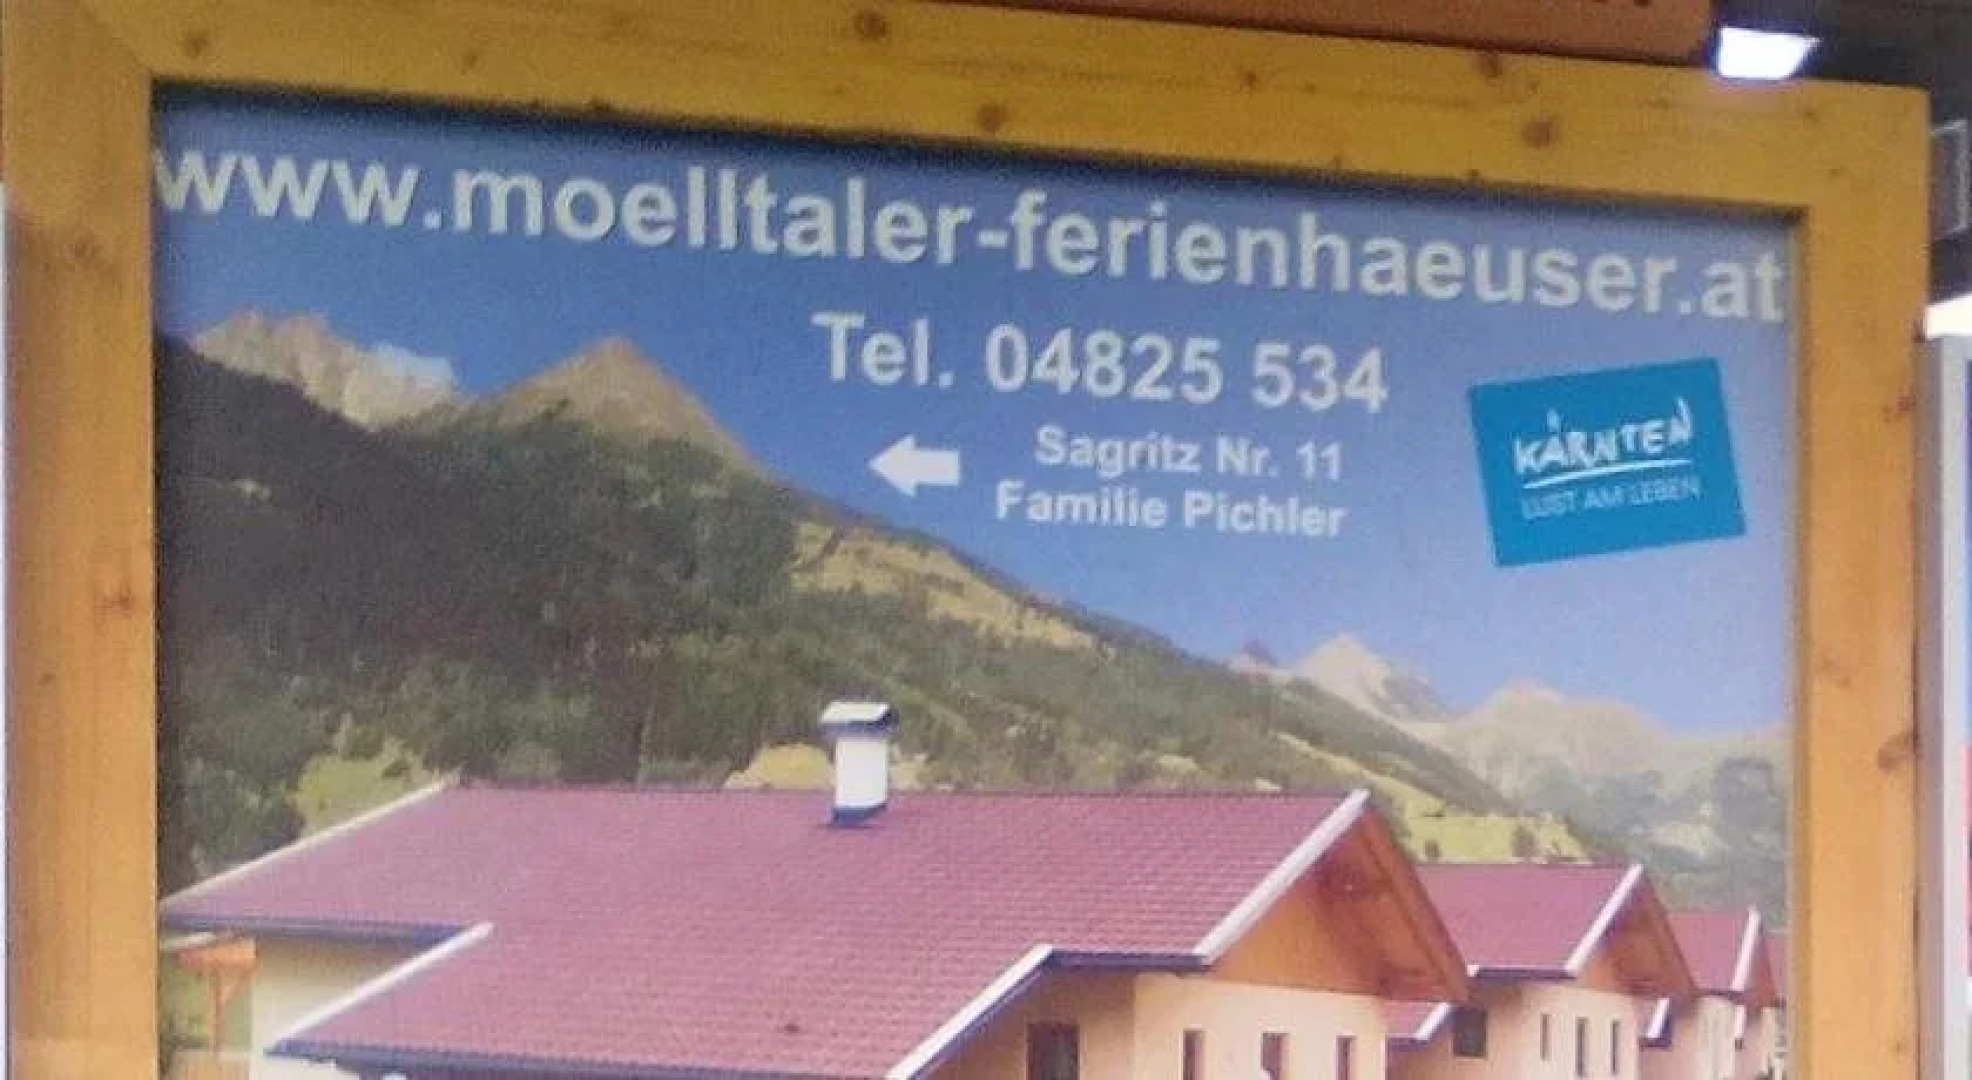 www.moelltaler-ferienhaeuser.at
Tel. 04825 534
Sagritz Nr. 11
Familie Pichler
KÄRNTEN
LUST AM LEBEN